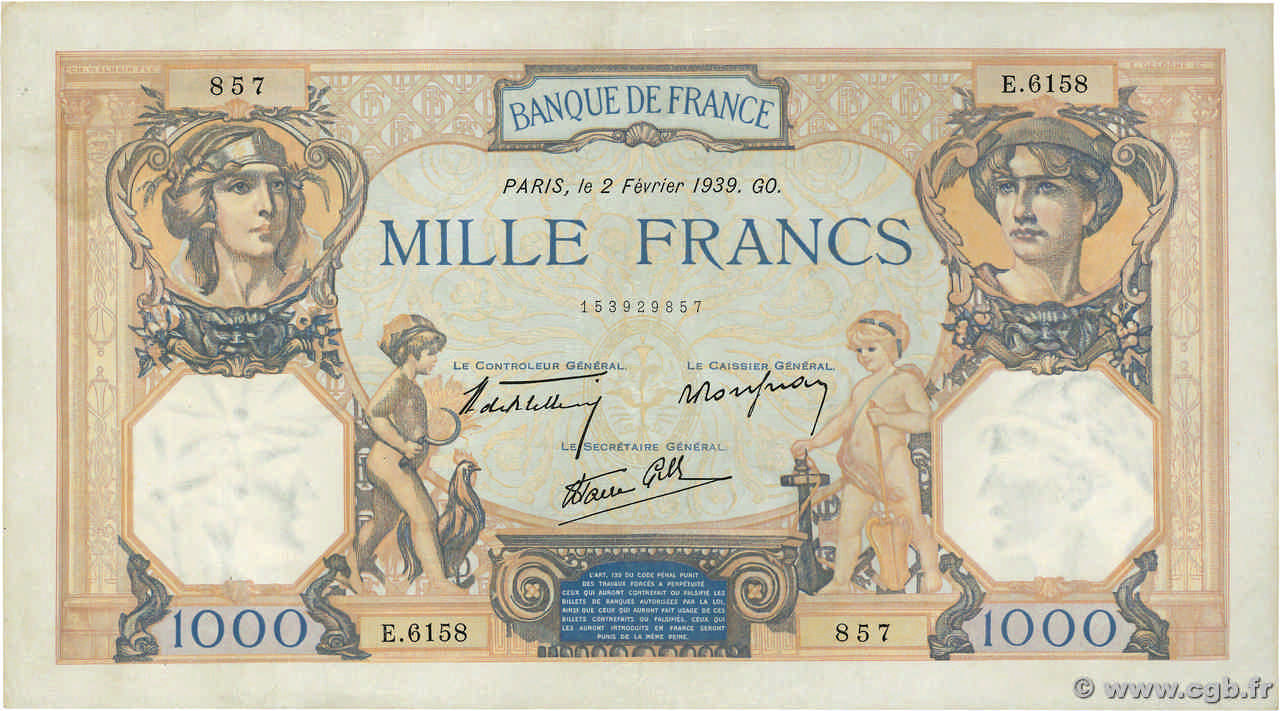 857
E.6158
BANQUE DE FRANCE
PARIS, le 2 Février 1939. GO.
MILLE FRANCS
153929857
LE CONTROLEUR GÉNÉRAL.
LE CAISSIER GÉNÉRAL.
LE SECRÉTAIRE GÉNÉRAL.
L'ART. 139 DU CODE PÉNAL PUNIT
DES TRAVAUX FORCÉS A PERPÉTUITÉ
CEUX QUI AURONT CONTREFAIT OU FALSIFIÉ LES
BILLETS DE BANQUES AUTORISÉES PAR LA LOI,
AINSI QUE CEUX QUI AURONT FAIT USAGE DE CES
BILLETS CONTREFAITS OU FALSIFIÉS. CEUX QUI
LES AURONT INTRODUITS EN FRANCE SERONT
PUNIS DE LA MÊME PEINE.
1000
E.6158
857
1000
© www.cgb.fr